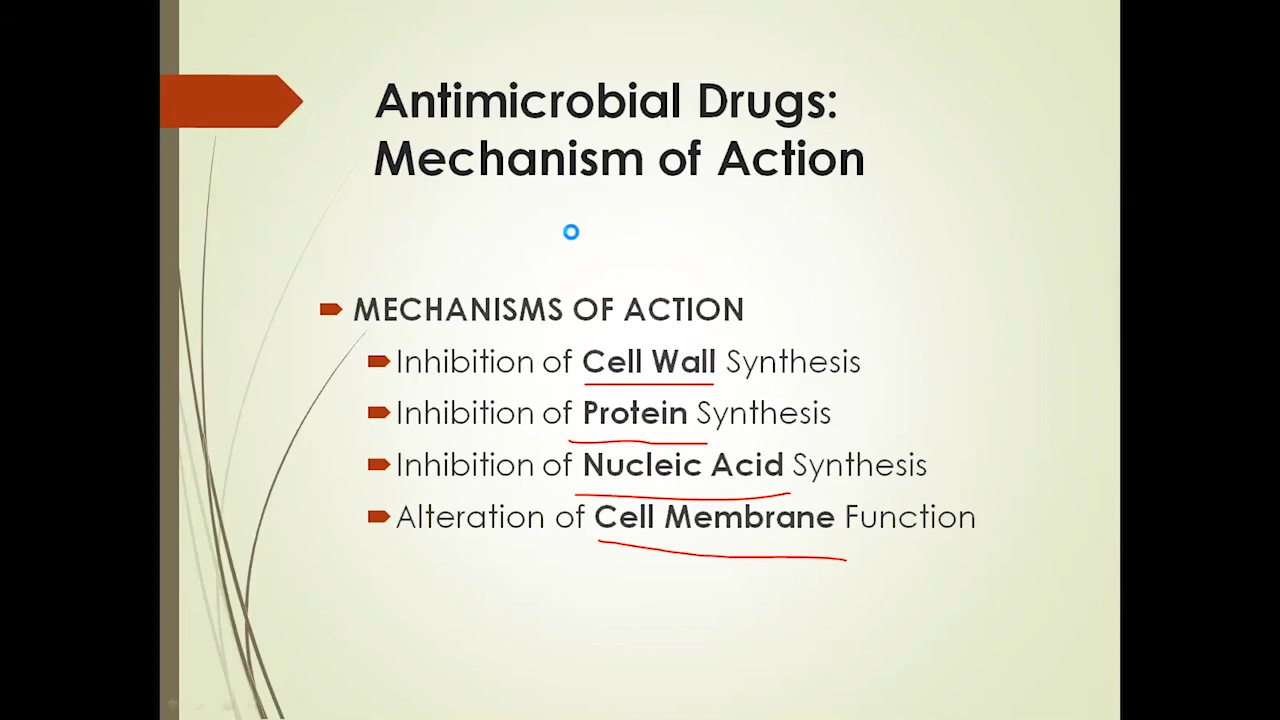 Antimicrobial Drugs:
Mechanism of Action
MECHANISMS OF ACTION
Inhibition of Cell Wall Synthesis
Inhibition of Protein Synthesis
Inhibition of Nucleic Acid Synthesis
Alteration of Cell Membrane Function